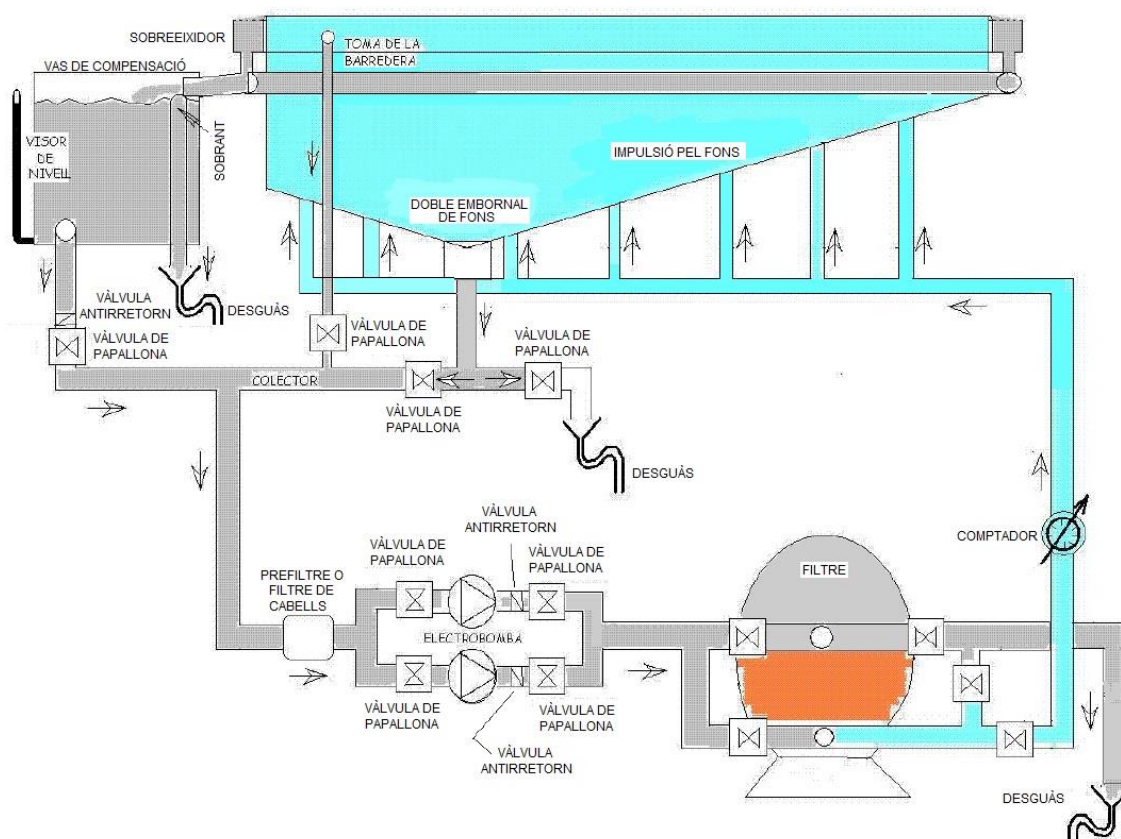 SOBREEIXIDOR
TOMA DE LA
BARREDERA
VAS DE COMPENSACIÓ
VISOR
DE
NIVELL
SOBRANT
IMPULSIÓ PEL FONS
DOBLE EMBORNAL
DE FONS
VÀLVULA
ANTIRRETORN
DESGUÀS
VÀLVULA DE
PAPALLONA
VÀLVULA DE
PAPALLONA
VÀLVULA DE
PAPALLONA
COLECTOR
VÀLVULA DE
PAPALLONA
DESGUÀS
VÀLVULA
ANTIRRETORN
VÀLVULA DE
PAPALLONA
VÀLVULA DE
PAPALLONA
COMPTADOR
PREFILTRE O
FILTRE DE
CABELLS
FILTRE
ELECTROBOMBA
VÀLVULA DE
PAPALLONA
VÀLVULA DE
PAPALLONA
VÀLVULA
ANTIRRETORN
DESGUÀS